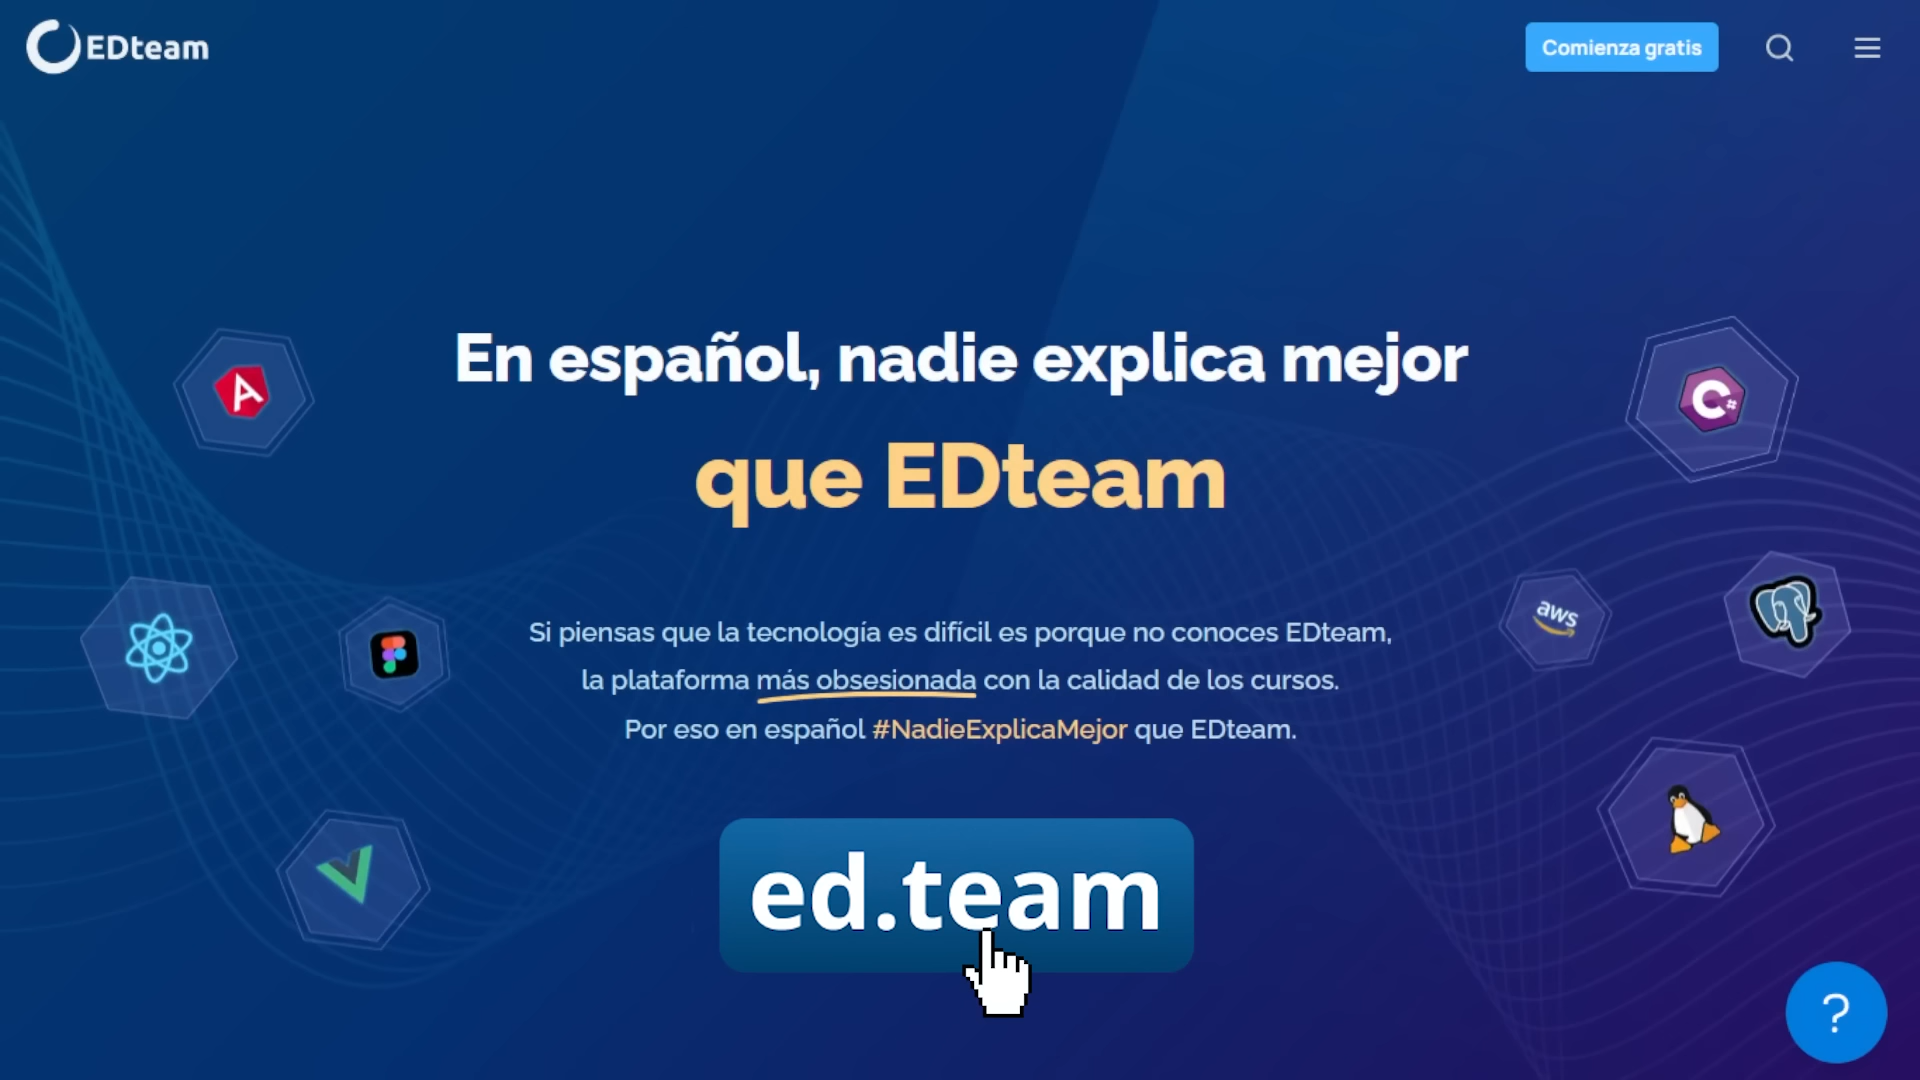 EDteam
Comienza gratis
En español, nadie explica mejor
que EDteam
Si piensas que la tecnología es difícil es porque no conoces EDteam,
la plataforma más obsesionada con la calidad de los cursos.
Por eso en español #NadieExplicaMejor que EDteam.
aws
ed.team
?